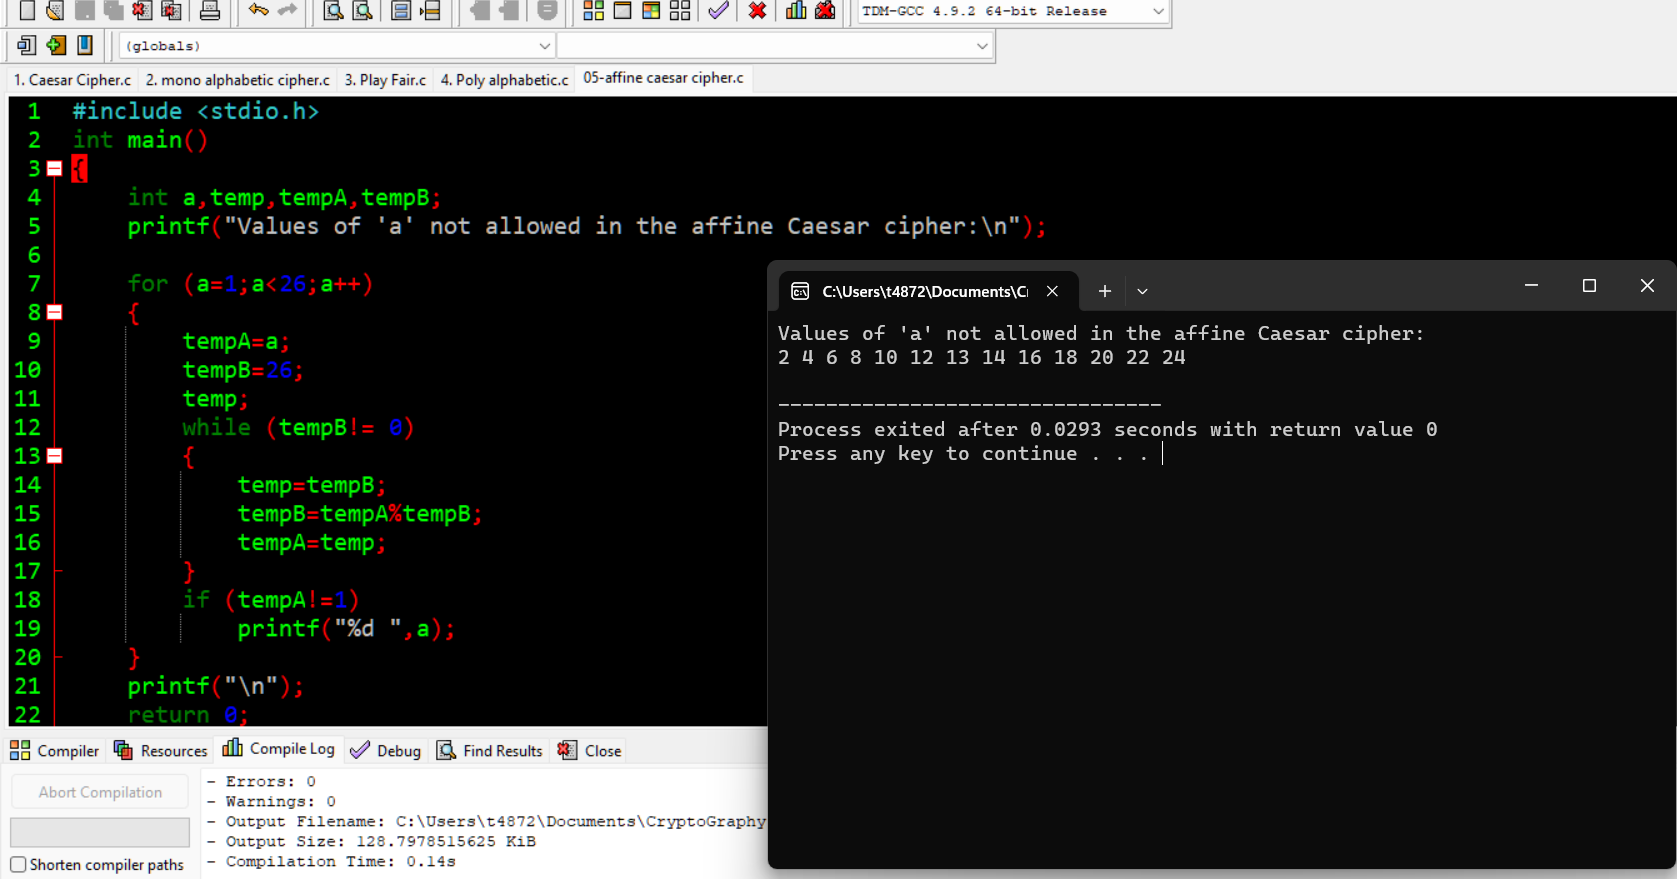 TDM-GCC 4.9.2 64-bit Release
(globals)
1. Caesar Cipher.c 2. mono alphabetic cipher.c 3. Play Fair.c 4. Poly alphabetic.c 05-affine caesar cipher.c
1 #include <stdio.h>
2 int main()
3 {
4 int a,temp,tempA,tempB;
5 printf("Values of 'a' not allowed in the affine Caesar cipher:\n");
6
7 for (a=1;a<26;a++)
8 {
9 tempA=a;
10 tempB=26;
11 temp;
12 while (tempB!= 0)
13 {
14 temp=tempB;
15 tempB=tempA%tempB;
16 tempA=temp;
17 }
18 if (tempA!=1)
19 printf("%d ",a);
20 }
21 printf("\n");
22 return 0;
C:\Users\t4872\Documents\C
Values of 'a' not allowed in the affine Caesar cipher:
2 4 6 8 10 12 13 14 16 18 20 22 24
--------------------------------
Process exited after 0.0293 seconds with return value 0
Press any key to continue . . .
Compiler Resources Compile Log Debug Find Results Close
Abort Compilation
Shorten compiler paths
- Errors: 0
- Warnings: 0
- Output Filename: C:\Users\t4872\Documents\CryptoGraphy
- Output Size: 128.7978515625 KiB
- Compilation Time: 0.14s